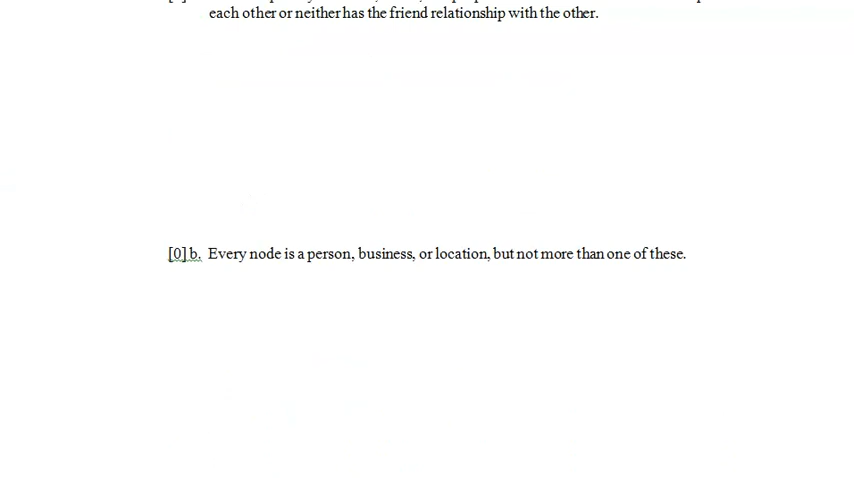 each other or neither has the friend relationship with the other.
[0] b. Every node is a person, business, or location, but not more than one of these.